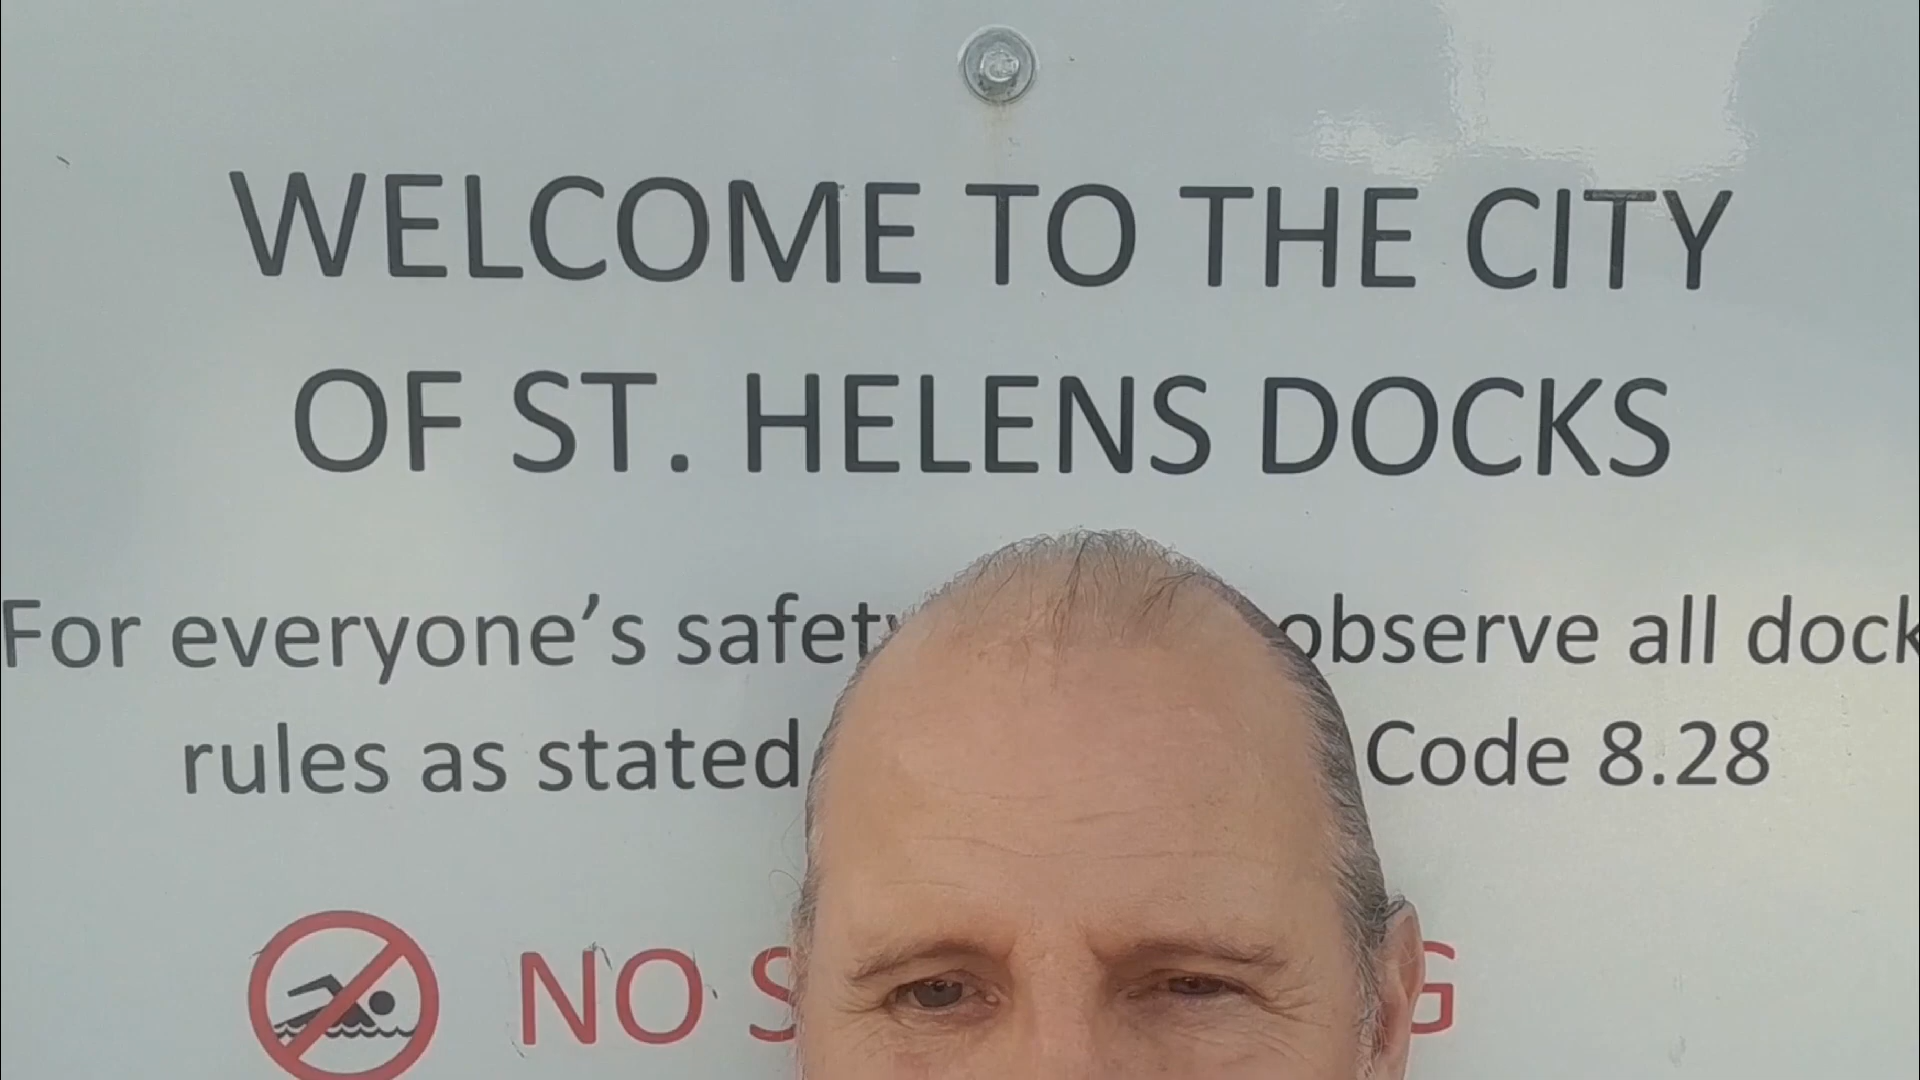 WELCOME TO THE CITY
OF ST. HELENS DOCKS
For everyone's safety observe all dock
rules as stated Code 8.28
NO